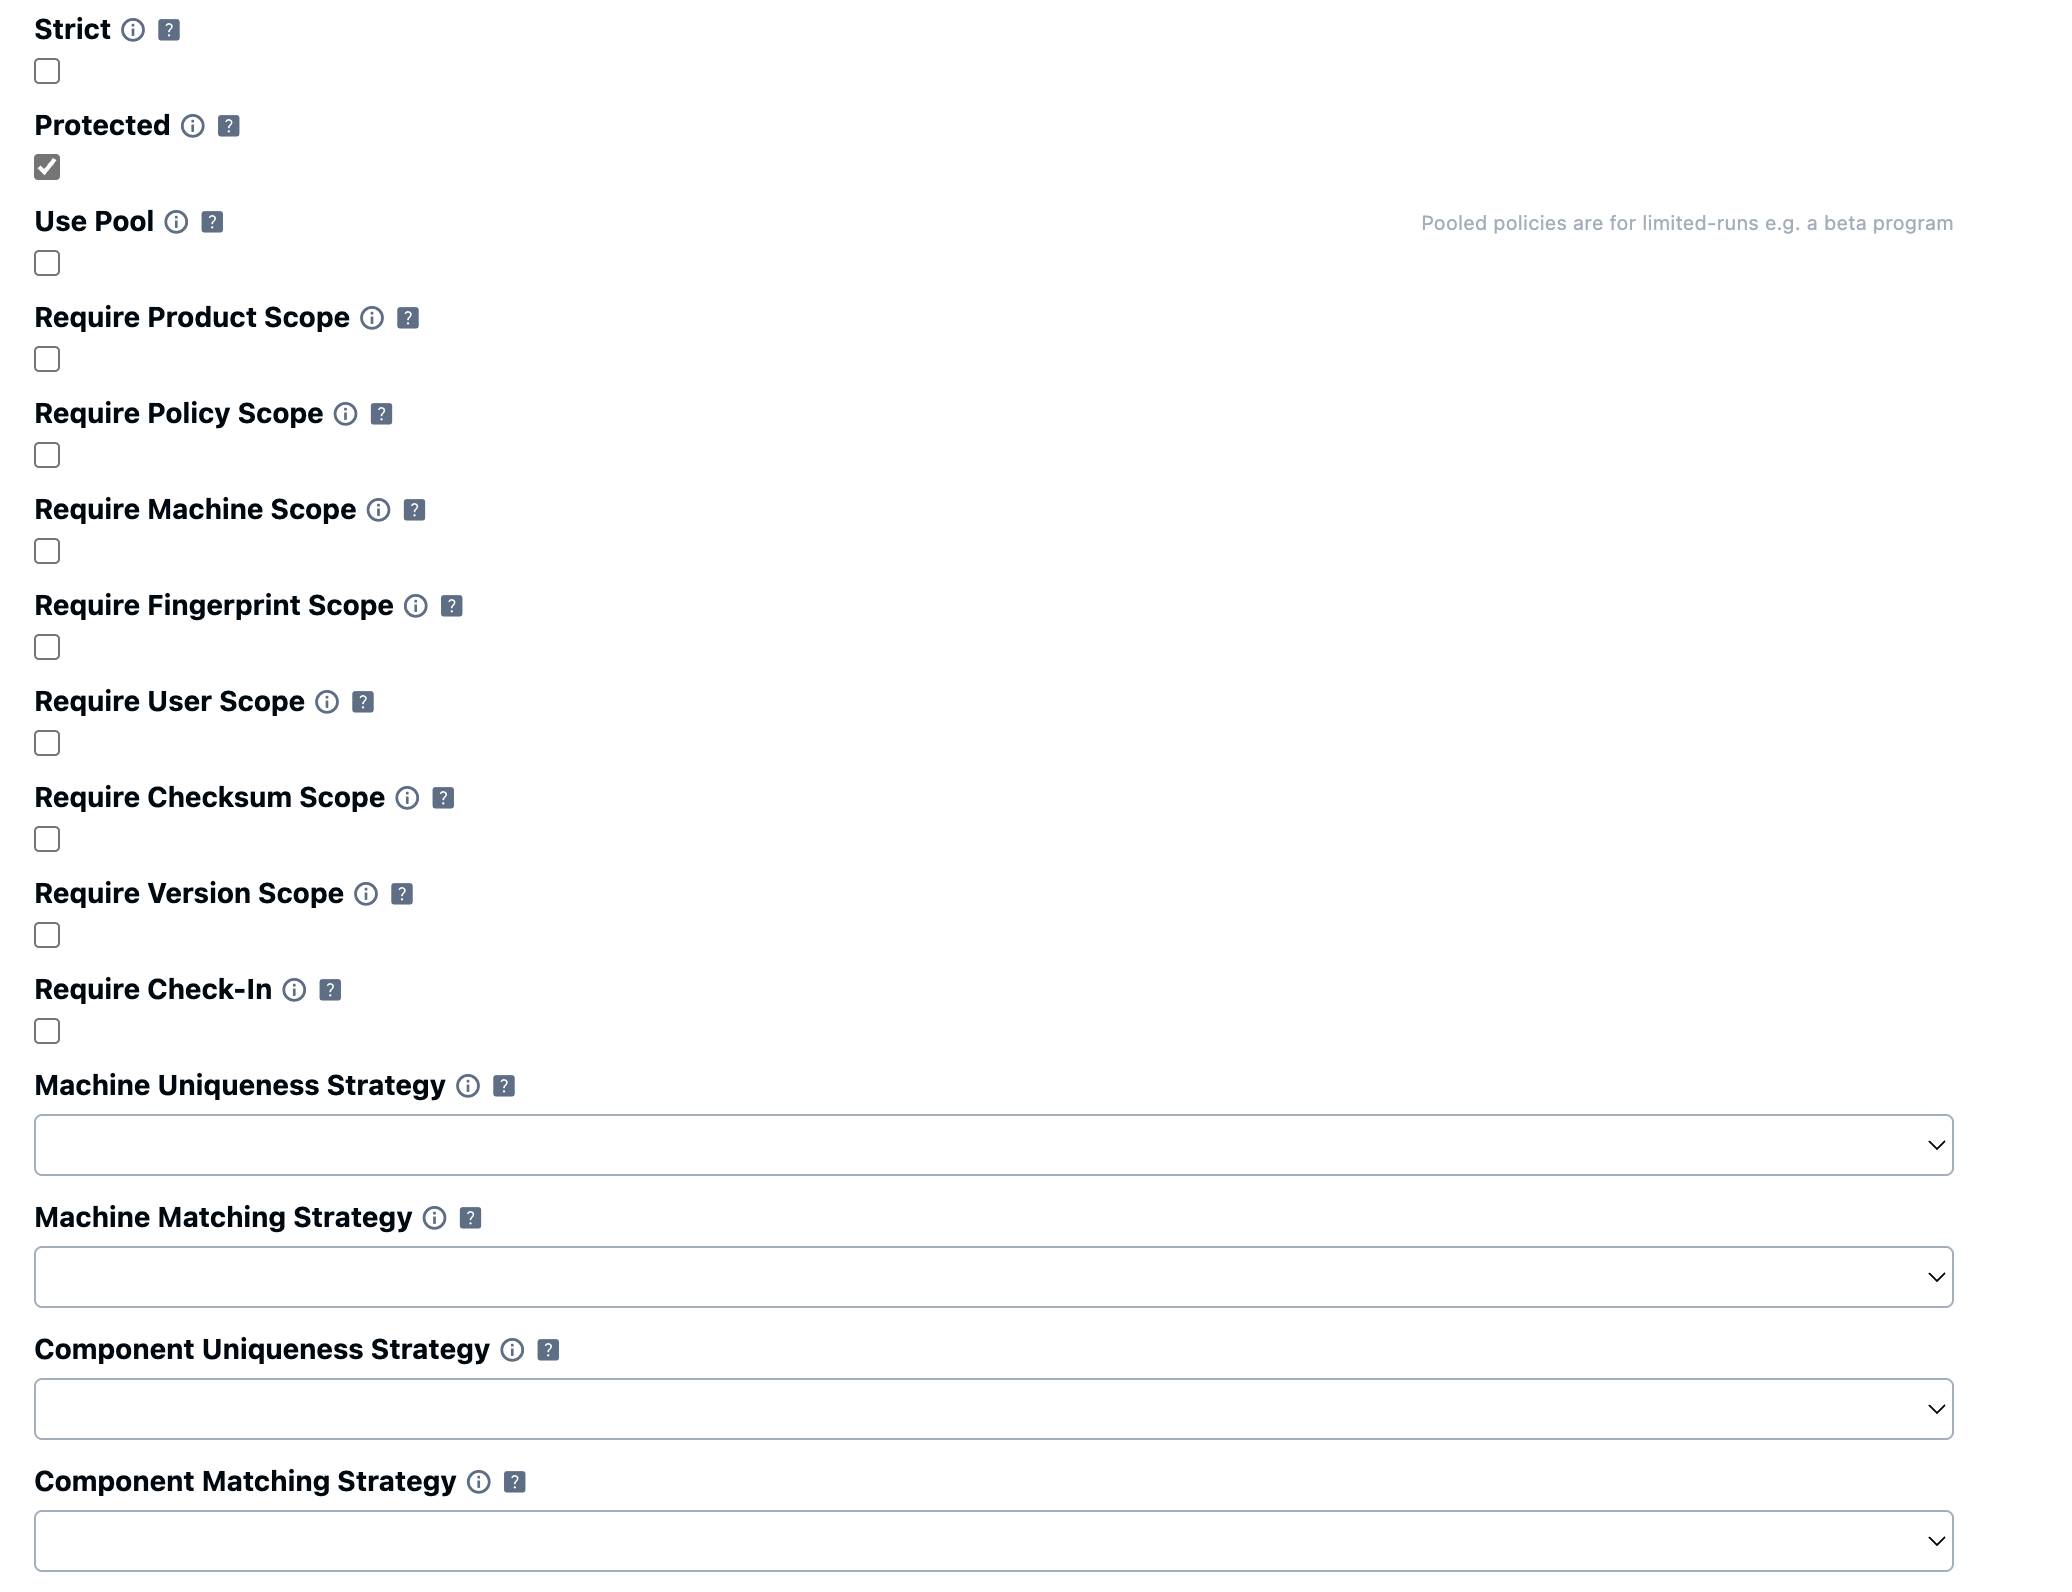 Strict
Protected
Use Pool
Pooled policies are for limited-runs e.g. a beta program
Require Product Scope
Require Policy Scope
Require Machine Scope
Require Fingerprint Scope
Require User Scope
Require Checksum Scope
Require Version Scope
Require Check-In
Machine Uniqueness Strategy
Machine Matching Strategy
Component Uniqueness Strategy
Component Matching Strategy